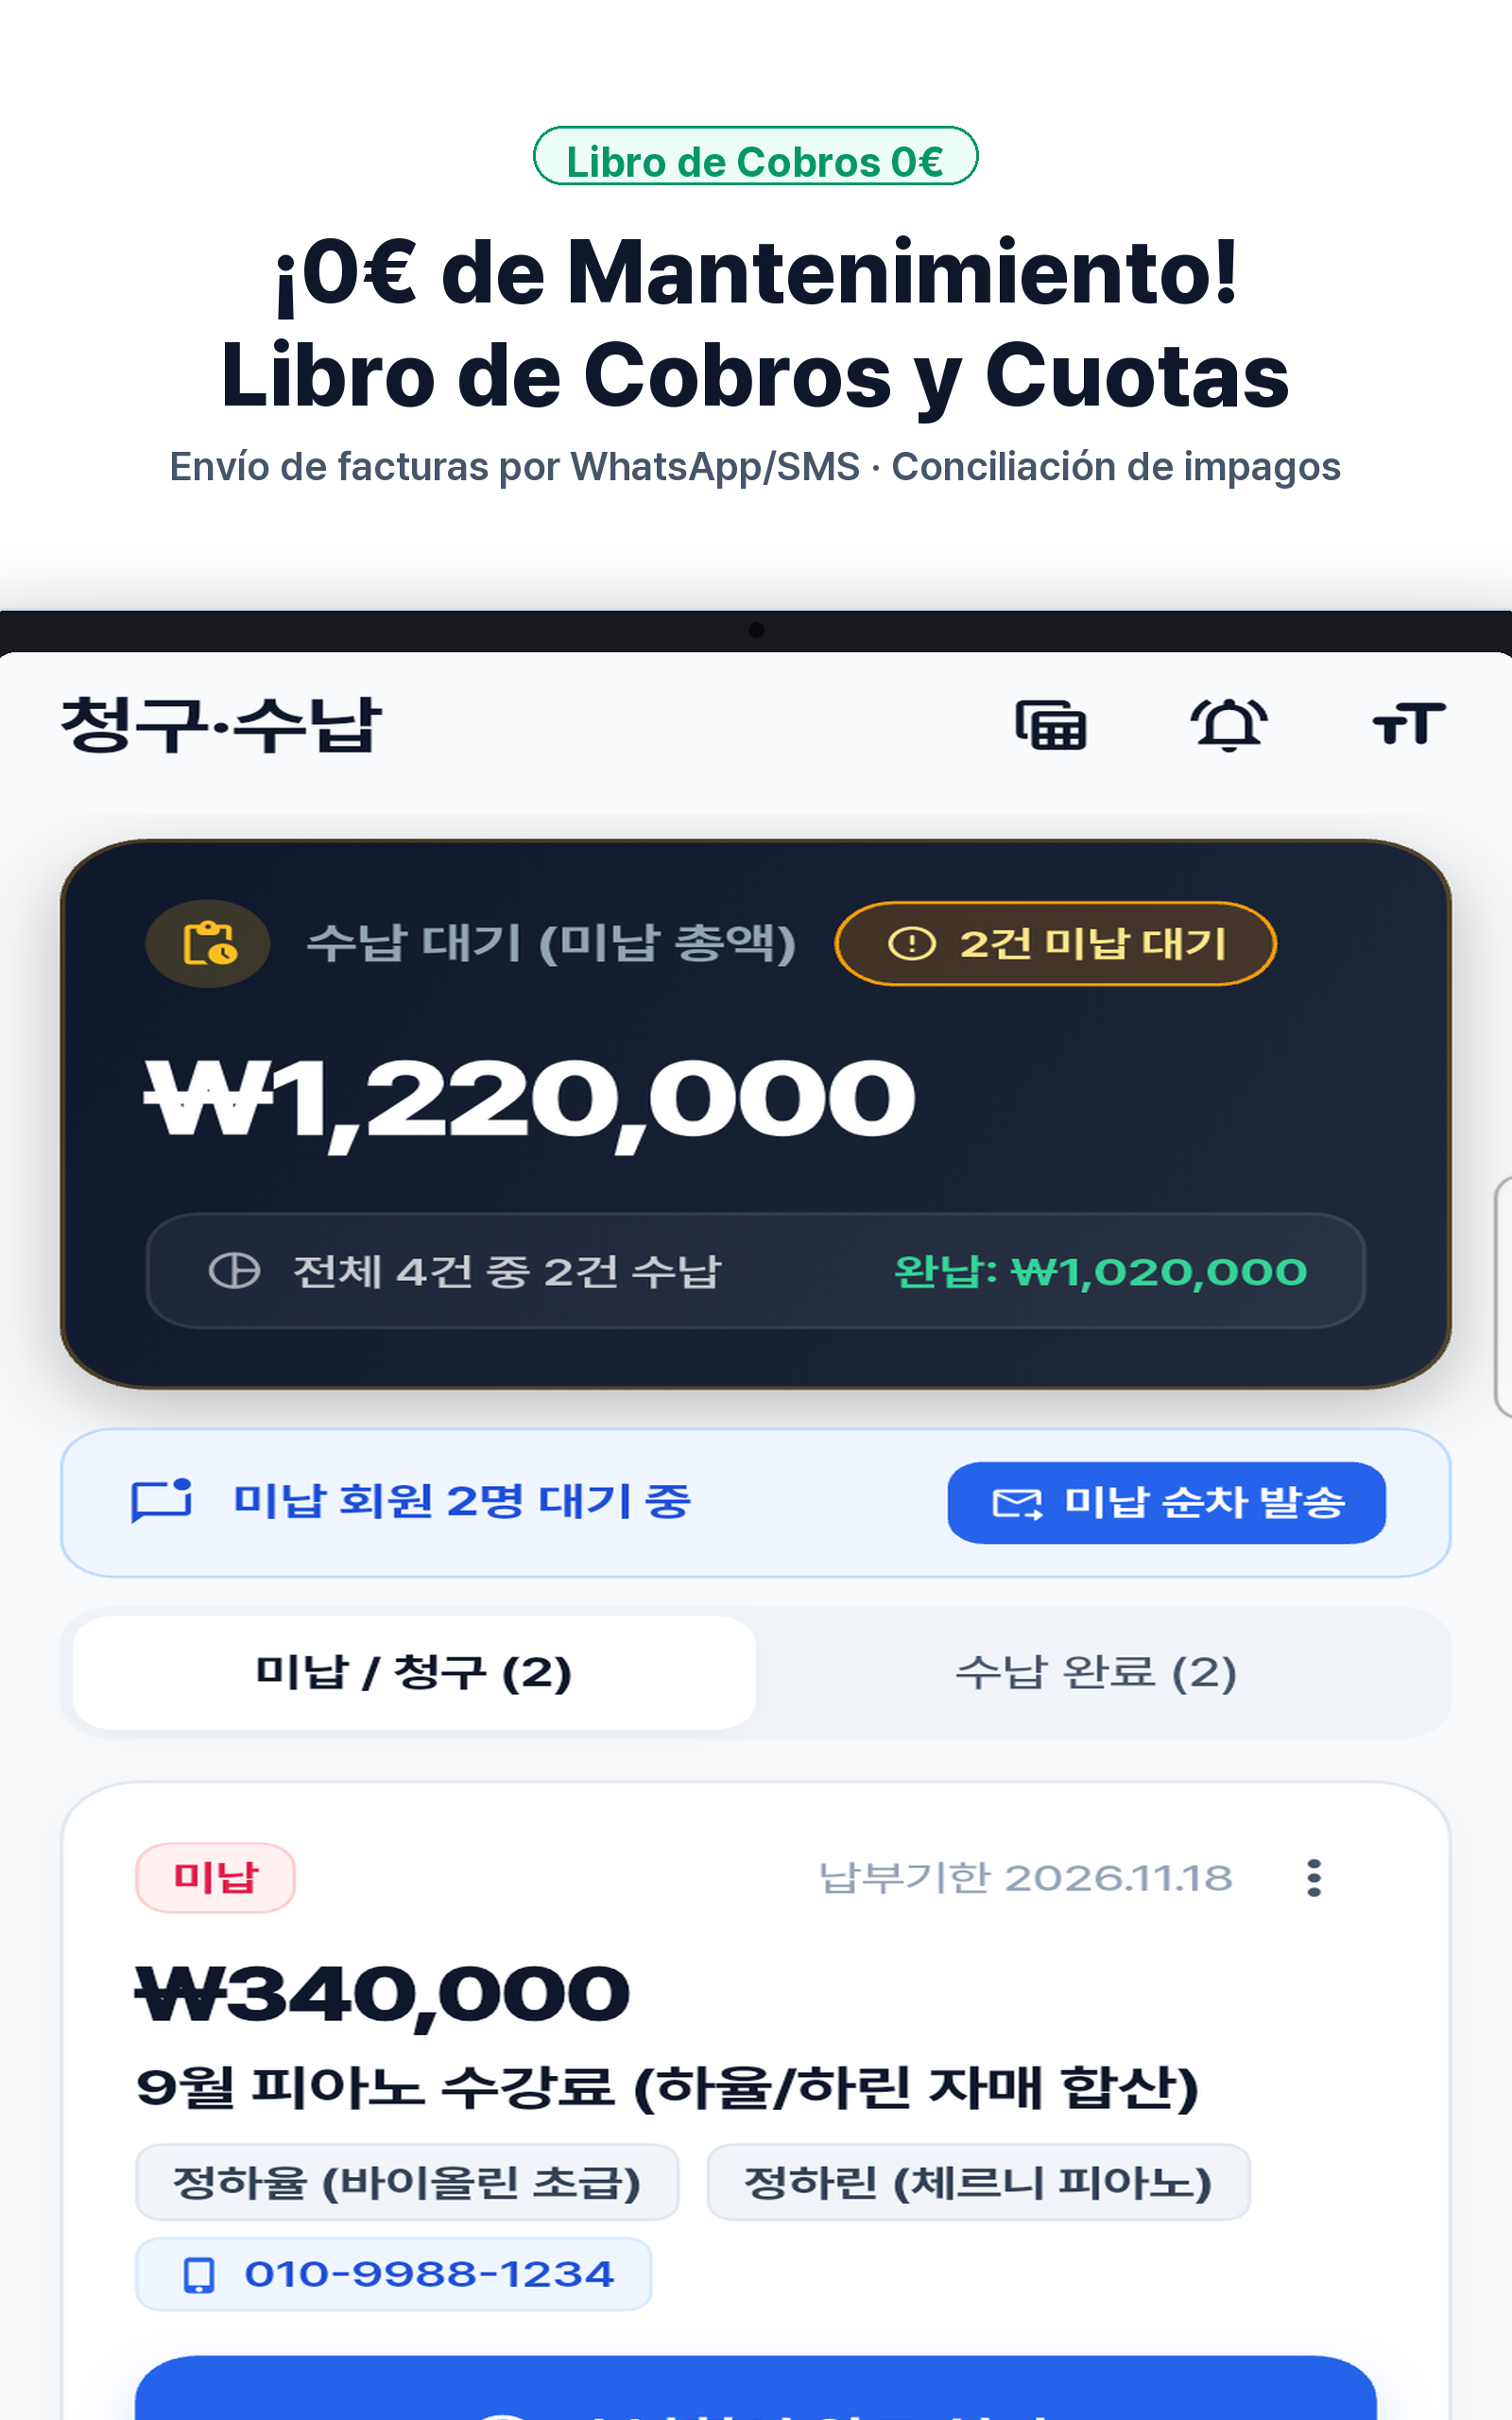 Libro de Cobros 0€
¡0€ de Mantenimiento!
Libro de Cobros y Cuotas
Envío de facturas por WhatsApp/SMS · Conciliación de impagos
청구·수납
수납 대기 (미납 총액)
2건 미납 대기
₩1,220,000
전체 4건 중 2건 수납
완납: ₩1,020,000
미납 회원 2명 대기 중
미납 순차 발송
미납 / 청구 (2)
수납 완료 (2)
미납
납부기한 2026.11.18
₩340,000
9월 피아노 수강료 (하율/하린 자매 합산)
정하율 (바이올린 초급)
정하린 (체르니 피아노)
010-9988-1234